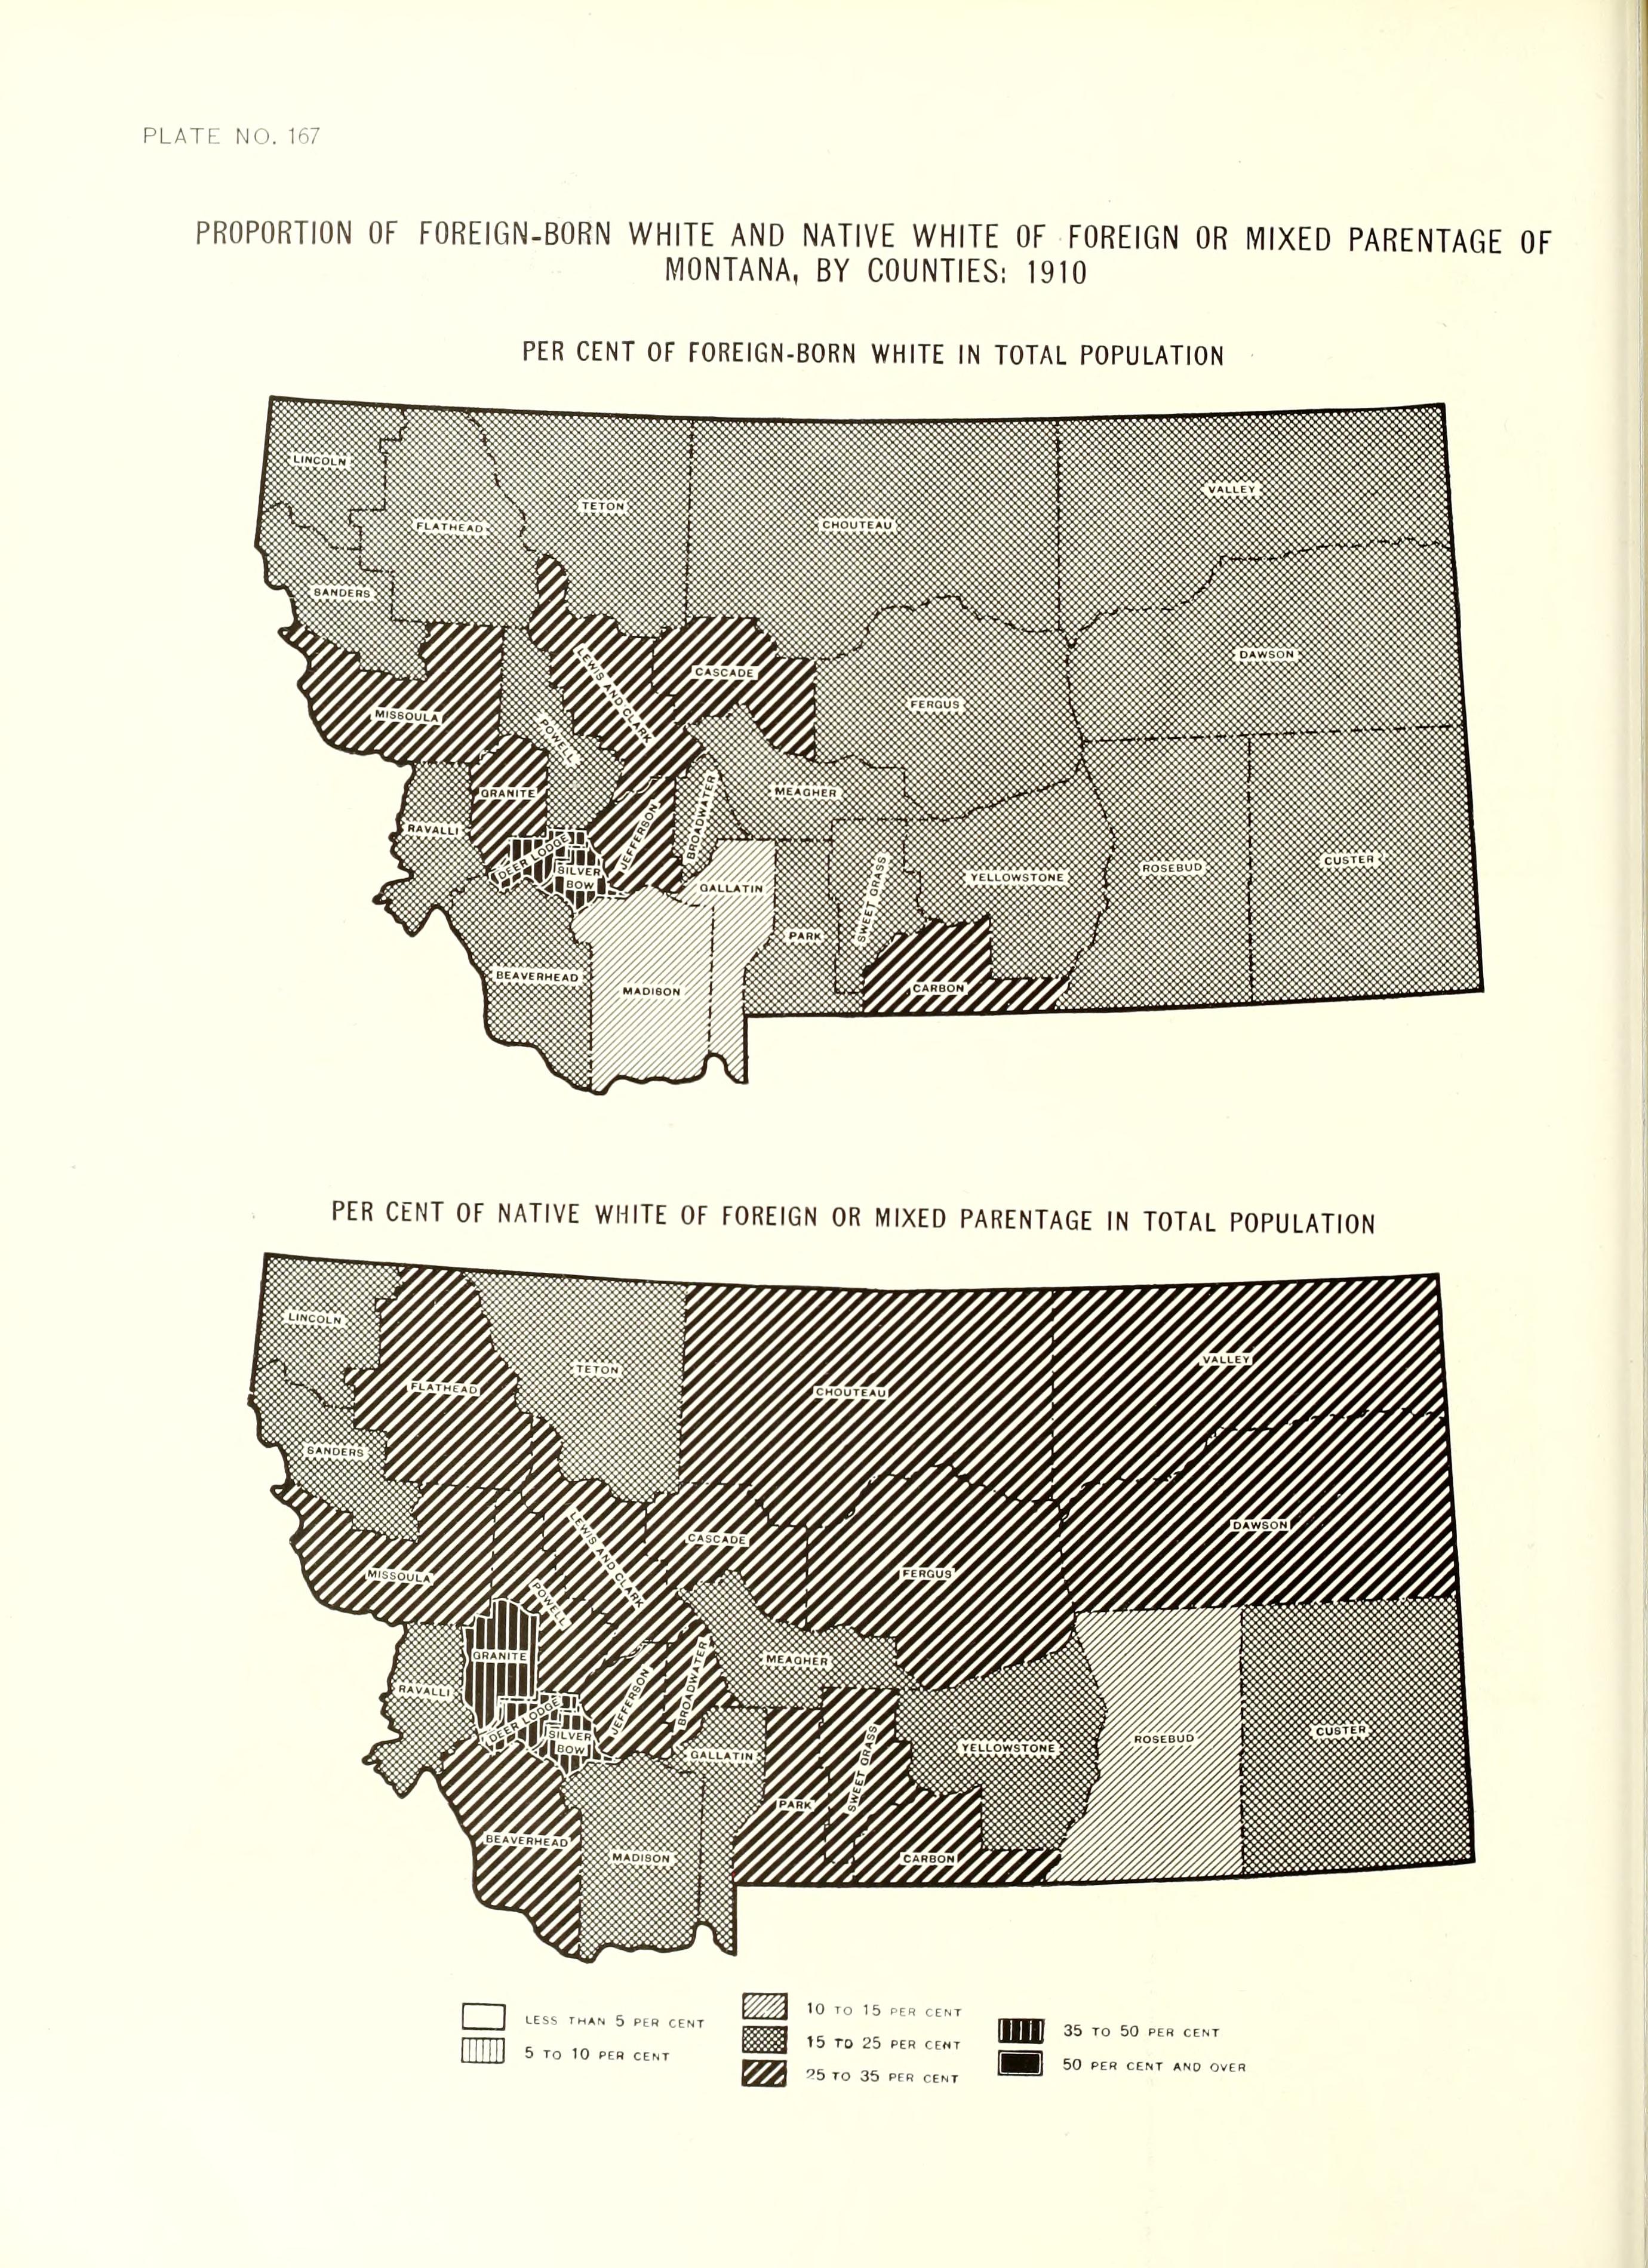 PLATE NO. 167
PROPORTION OF FOREIGN-BORN WHITE AND NATIVE WHITE OF FOREIGN OR MIXED PARENTAGE OF
MONTANA, BY COUNTIES: 1910
PER CENT OF FOREIGN-BORN WHITE IN TOTAL POPULATION
LINCOLN
FLATHEAD
TETON
CHOUTEAU
VALLEY
SANDERS
MISSOULA
LEWIS AND CLARK
CASCADE
FERGUS
DAWSON
POWELL
GRANITE
RAVALLI
DEER LODGE
SILVER
BOW
JEFFERSON
BROADWATER
MEAGHER
GALLATIN
PARK
SWEET GRASS
YELLOWSTONE
ROSEBUD
CUSTER
BEAVERHEAD
MADISON
CARBON
PER CENT OF NATIVE WHITE OF FOREIGN OR MIXED PARENTAGE IN TOTAL POPULATION
LINCOLN
FLATHEAD
TETON
CHOUTEAU
VALLEY
SANDERS
MISSOULA
LEWIS AND CLARK
CASCADE
FERGUS
DAWSON
POWELL
GRANITE
RAVALLI
DEER LODGE
SILVER
BOW
JEFFERSON
BROADWATER
MEAGHER
GALLATIN
PARK
SWEET GRASS
YELLOWSTONE
ROSEBUD
CUSTER
BEAVERHEAD
MADISON
CARBON
LESS THAN 5 PER CENT
5 TO 10 PER CENT
10 TO 15 PER CENT
15 TO 25 PER CENT
25 TO 35 PER CENT
35 TO 50 PER CENT
50 PER CENT AND OVER